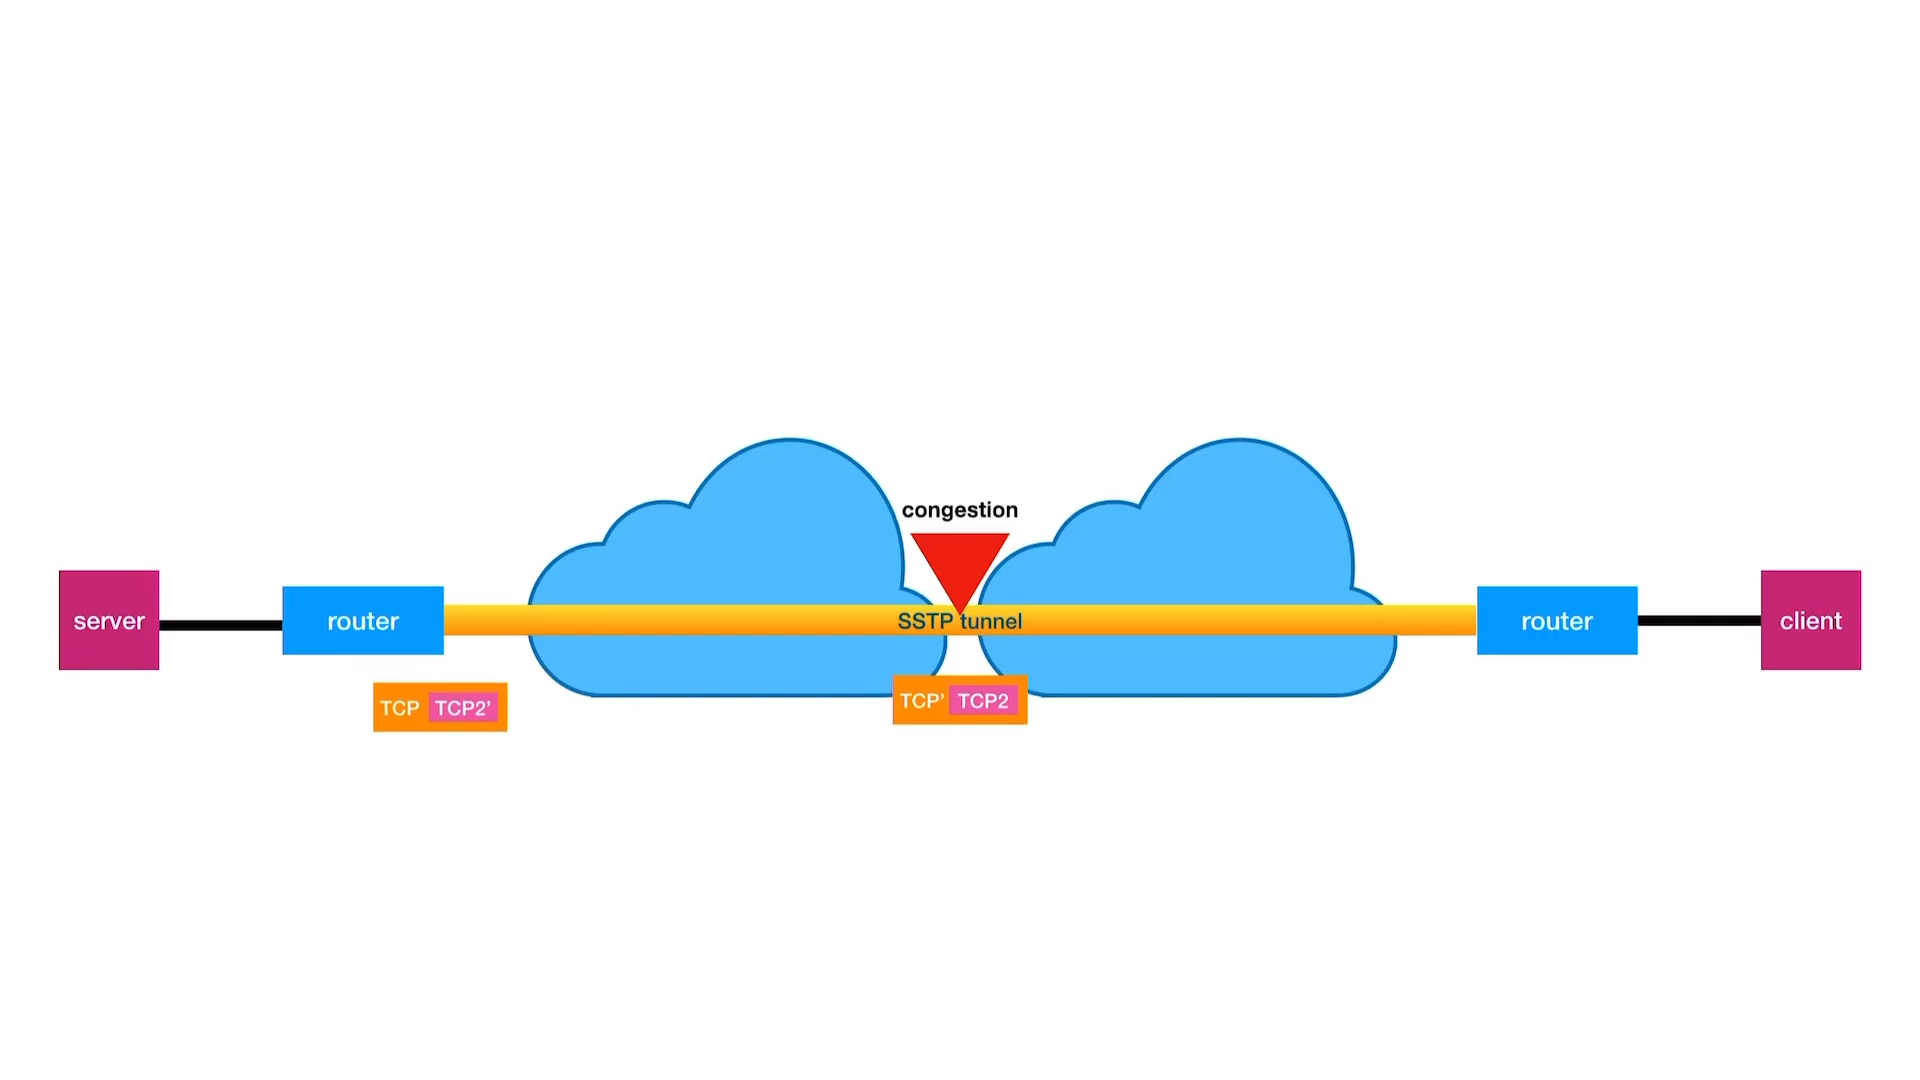 congestion
server
router
SSTP tunnel
router
client
TCP TCP2’
TCP’ TCP2